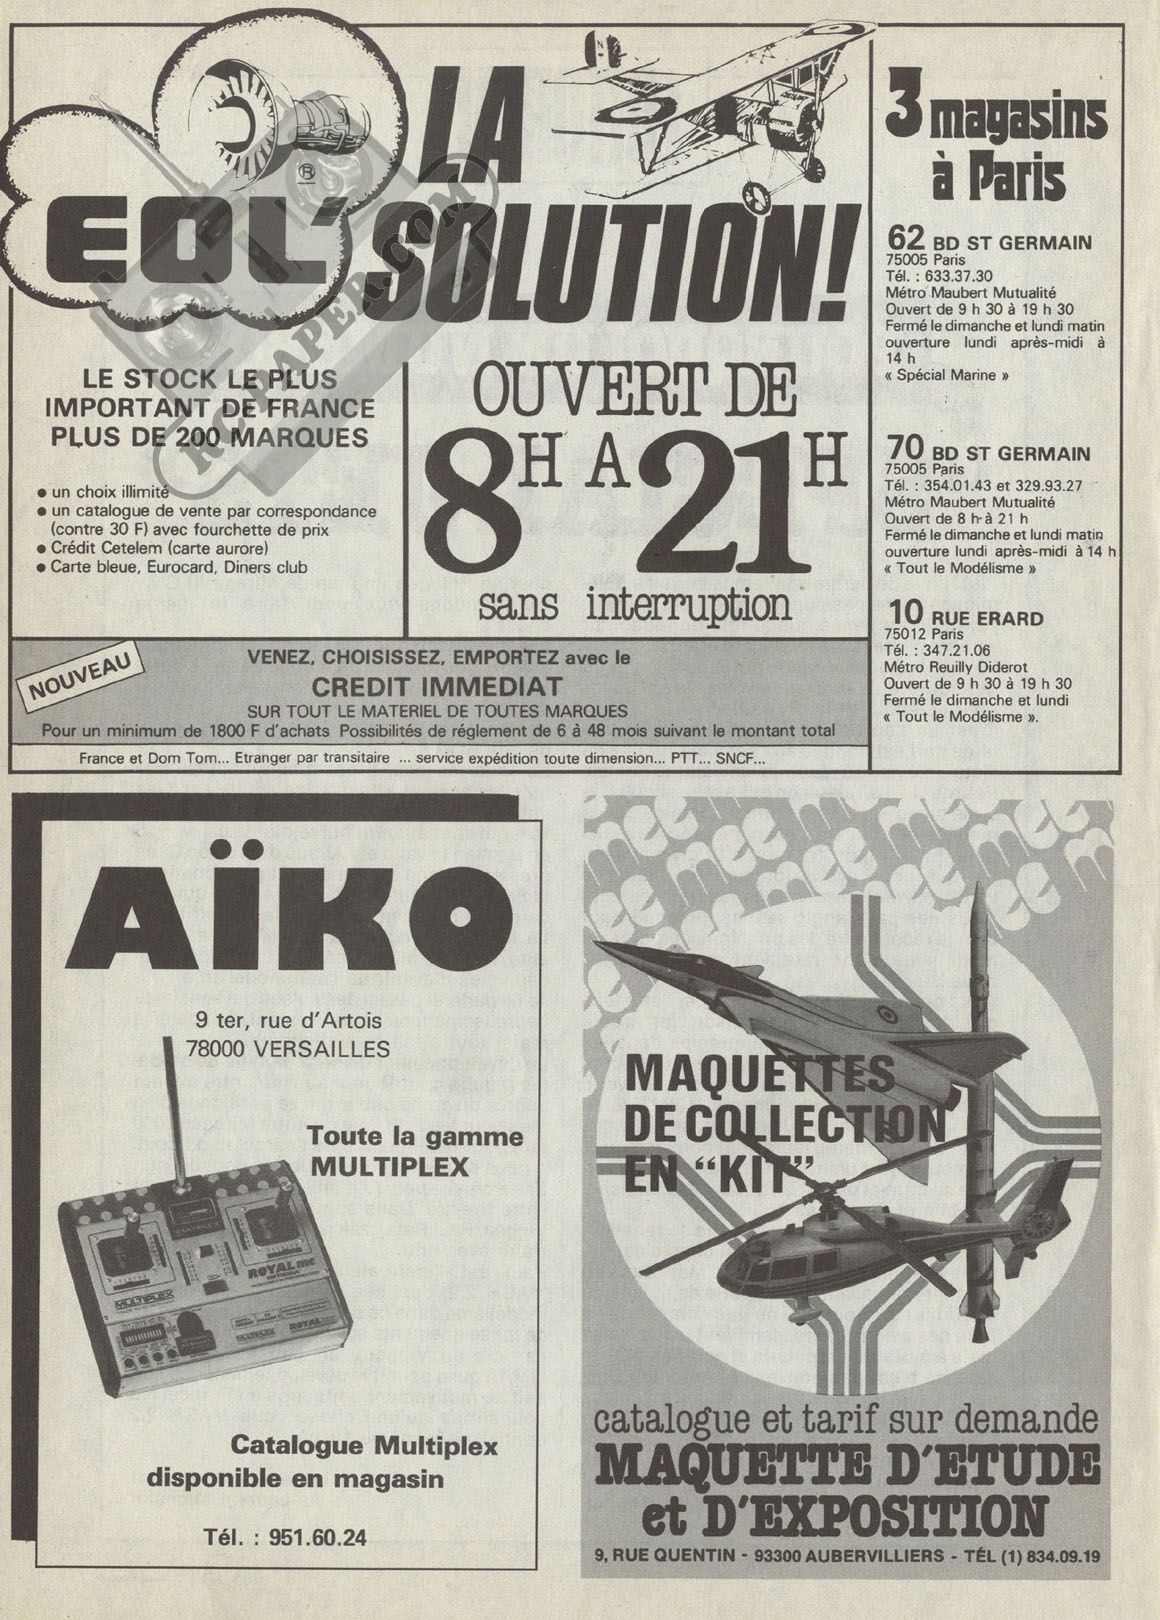 EOL'
®
LA
SOLUTION!
RCPAPER.COM
LE STOCK LE PLUS
IMPORTANT DE FRANCE
PLUS DE 200 MARQUES
• un choix illimité
• un catalogue de vente par correspondance
(contre 30 F) avec fourchette de prix
• Crédit Cetelem (carte aurore)
• Carte bleue, Eurocard, Diners club
OUVERT DE
8H A 21H
sans interruption
NOUVEAU
VENEZ, CHOISISSEZ, EMPORTEZ avec le
CREDIT IMMEDIAT
SUR TOUT LE MATERIEL DE TOUTES MARQUES
Pour un minimum de 1800 F d'achats Possibilités de réglement de 6 à 48 mois suivant le montant total
France et Dom Tom... Etranger par transitaire ... service expédition toute dimension... PTT... SNCF...
3 magasins
à Paris
62 BD ST GERMAIN
75005 Paris
Tél. : 633.37.30
Métro Maubert Mutualité
Ouvert de 9 h 30 à 19 h 30
Fermé le dimanche et lundi matin
ouverture lundi après-midi à
14 h
« Spécial Marine »
70 BD ST GERMAIN
75005 Paris
Tél. : 354.01.43 et 329.93.27
Métro Maubert Mutualité
Ouvert de 8 h à 21 h
Fermé le dimanche et lundi matin
ouverture lundi après-midi à 14 h
« Tout le Modélisme »
10 RUE ERARD
75012 Paris
Tél. : 347.21.06
Métro Reuilly Diderot
Ouvert de 9 h 30 à 19 h 30
Fermé le dimanche et lundi
« Tout le Modélisme ».
AÏKO
9 ter, rue d'Artois
78000 VERSAILLES
Toute la gamme
MULTIPLEX
ROYAL mc
MULTIPLEX
MULTIPLEX
ROYAL mc
Catalogue Multiplex
disponible en magasin
Tél. : 951.60.24
mee mee mee
MAQUETTES
DE COLLECTION
EN "KIT"
catalogue et tarif sur demande
MAQUETTE D'ETUDE
et D'EXPOSITION
9, RUE QUENTIN - 93300 AUBERVILLIERS - TÉL (1) 834.09.19